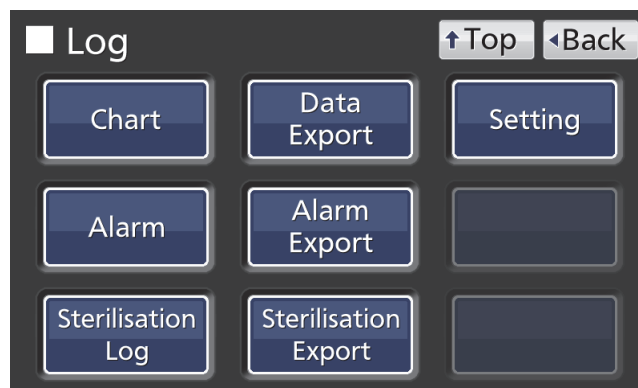 Log
Top
Back
Chart
Data
Export
Setting
Alarm
Alarm
Export
Sterilisation
Log
Sterilisation
Export